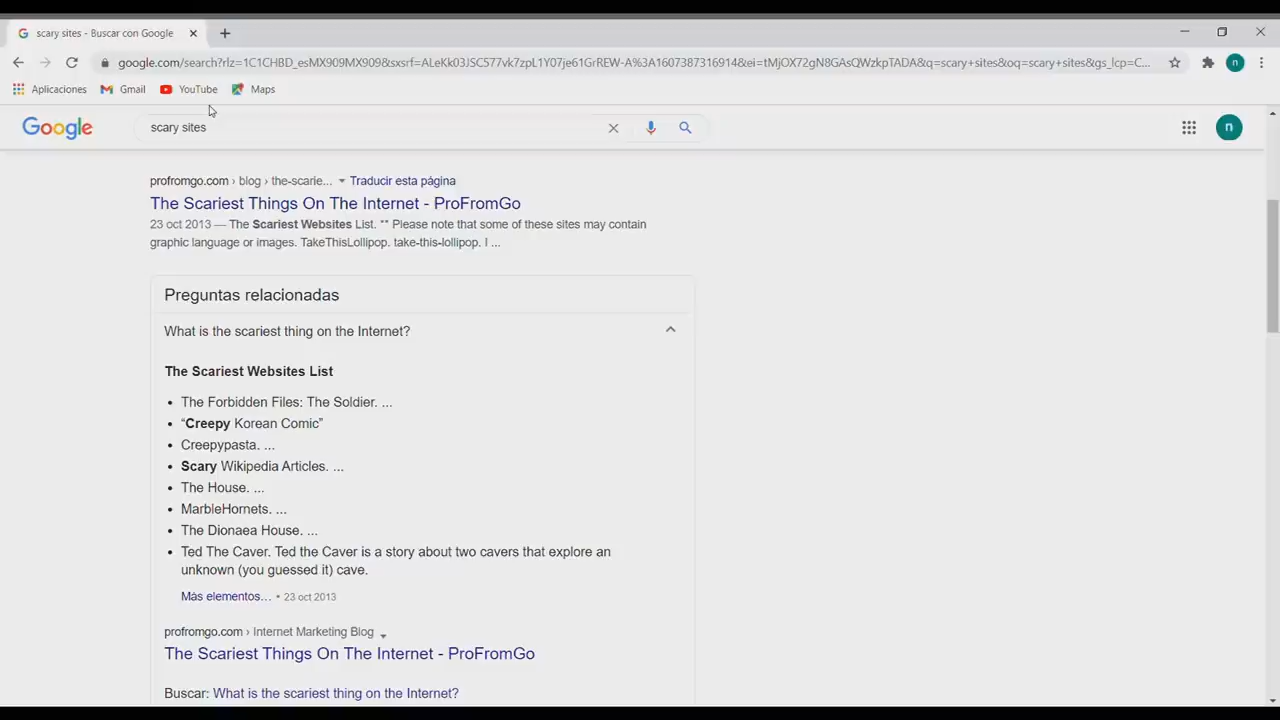 scary sites - Buscar con Google
google.com/search?rlz=1C1CHBD_esMX909MX909&sxsrf=ALeKk03JSC577vk7zpL1Y07je61GrREW-A%3A1607387316914&ei=tMjOX72gN8GAsQWzkpTADA&q=scary+sites&oq=scary+sites&gs_lcp=C...
n
Aplicaciones
Gmail
YouTube
Maps
Google
scary sites
n
profromgo.com › blog › the-scarie... Traducir esta página
The Scariest Things On The Internet - ProFromGo
23 oct 2013 — The Scariest Websites List. ** Please note that some of these sites may contain
graphic language or images. TakeThisLollipop. take-this-lollipop. I ...
Preguntas relacionadas
What is the scariest thing on the Internet?
The Scariest Websites List
• The Forbidden Files: The Soldier. ...
• “Creepy Korean Comic”
• Creepypasta. ...
• Scary Wikipedia Articles. ...
• The House. ...
• MarbleHornets. ...
• The Dionaea House. ...
• Ted The Caver. Ted the Caver is a story about two cavers that explore an
unknown (you guessed it) cave.
Más elementos... • 23 oct 2013
profromgo.com › Internet Marketing Blog
The Scariest Things On The Internet - ProFromGo
Buscar: What is the scariest thing on the Internet?